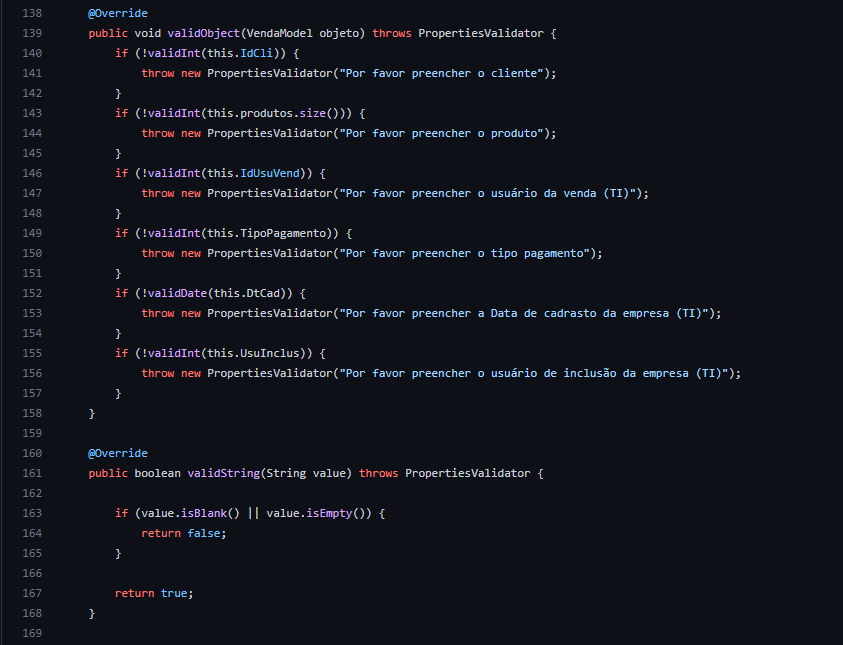 138 @Override
139 public void validObject(VendaModel objeto) throws PropertiesValidator {
140 if (!validInt(this.IdCli)) {
141 throw new PropertiesValidator("Por favor preencher o cliente");
142 }
143 if (!validInt(this.produtos.size())) {
144 throw new PropertiesValidator("Por favor preencher o produto");
145 }
146 if (!validInt(this.IdUsuVend)) {
147 throw new PropertiesValidator("Por favor preencher o usuário da venda (TI)");
148 }
149 if (!validInt(this.TipoPagamento)) {
150 throw new PropertiesValidator("Por favor preencher o tipo pagamento");
151 }
152 if (!validDate(this.DtCad)) {
153 throw new PropertiesValidator("Por favor preencher a Data de cadrasto da empresa (TI)");
154 }
155 if (!validInt(this.UsuInclus)) {
156 throw new PropertiesValidator("Por favor preencher o usuário de inclusão da empresa (TI)");
157 }
158 }
159
160 @Override
161 public boolean validString(String value) throws PropertiesValidator {
162
163 if (value.isBlank() || value.isEmpty()) {
164 return false;
165 }
166
167 return true;
168 }
169